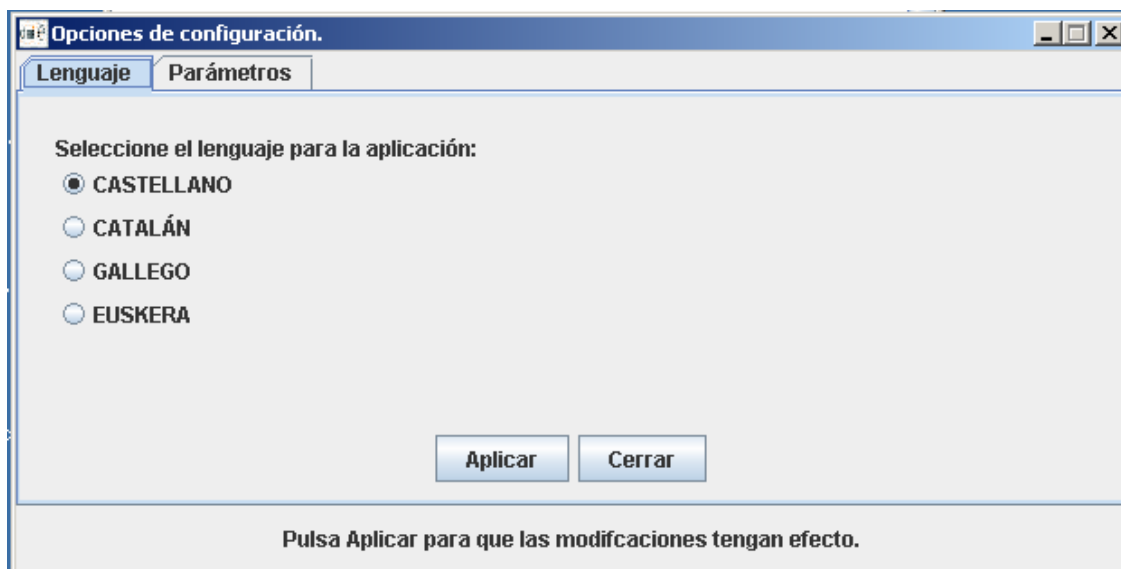 Opciones de configuración.
Lenguaje Parámetros
Seleccione el lenguaje para la aplicación:
CASTELLANO
CATALÁN
GALLEGO
EUSKERA
Aplicar Cerrar
Pulsa Aplicar para que las modifcaciones tengan efecto.